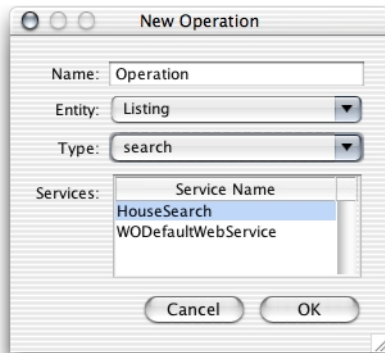 New Operation
Name: Operation
Entity: Listing
Type: search
Services: Service Name
HouseSearch
WODefaultWebService
Cancel OK